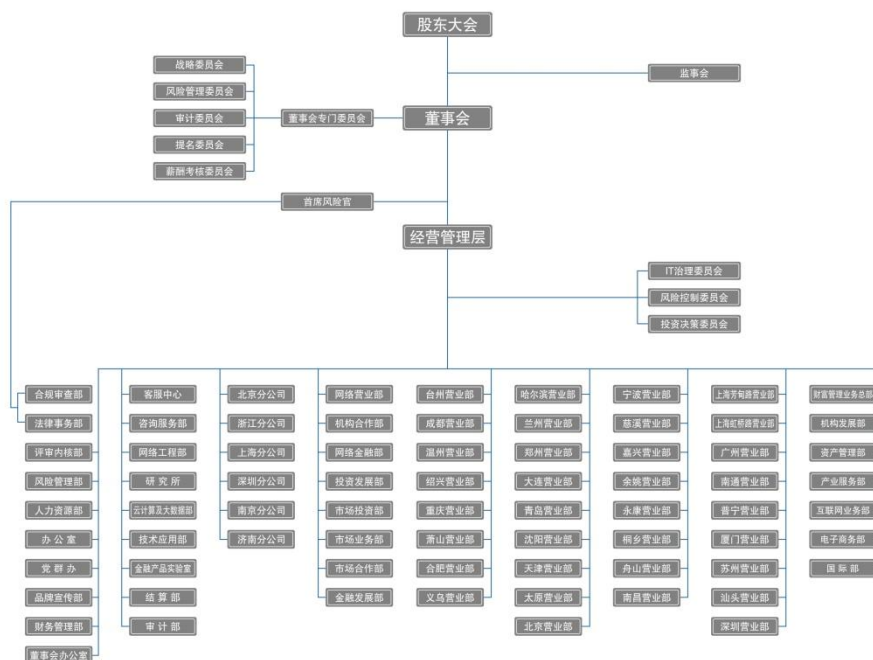 股东大会
监事会
战略委员会
风险管理委员会
审计委员会
提名委员会
薪酬考核委员会
董事会专门委员会
董事会
首席风险官
经营管理层
IT治理委员会
风险控制委员会
投资决策委员会
合规审查部
法律事务部
评审内核部
风险管理部
人力资源部
办公室
党群办
品牌宣传部
财务管理部
董事会办公室
客服中心
咨询服务部
网络工程部
研究所
云计算及大数据部
技术应用部
金融产品实验室
结算部
审计部
北京分公司
浙江分公司
上海分公司
深圳分公司
南京分公司
济南分公司
网络营业部
机构合作部
网络金融部
投资发展部
市场投资部
市场业务部
市场合作部
金融发展部
台州营业部
成都营业部
温州营业部
绍兴营业部
重庆营业部
萧山营业部
合肥营业部
义乌营业部
哈尔滨营业部
兰州营业部
郑州营业部
大连营业部
青岛营业部
沈阳营业部
天津营业部
太原营业部
北京营业部
宁波营业部
慈溪营业部
嘉兴营业部
余姚营业部
永康营业部
桐乡营业部
舟山营业部
南昌营业部
上海芳甸路营业部
上海虹桥路营业部
广州营业部
南通营业部
普宁营业部
厦门营业部
苏州营业部
汕头营业部
深圳营业部
财富管理业务总部
机构发展部
资产管理部
产业服务部
互联网业务部
电子商务部
国际部